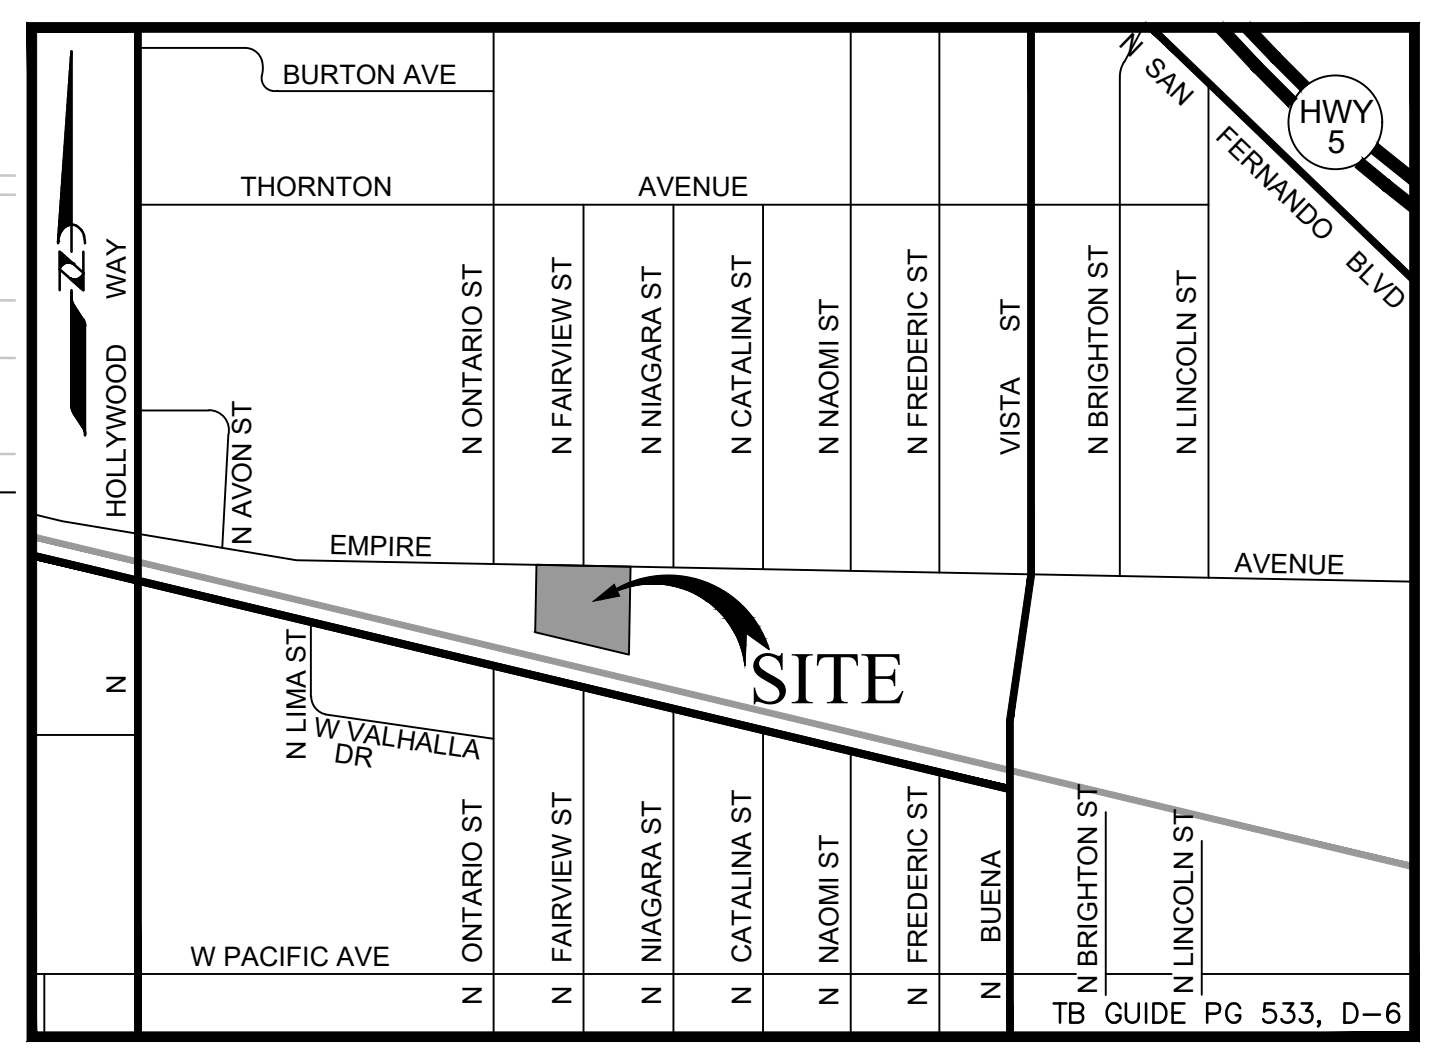 BURTON AVE
N SAN FERNANDO BLVD
HWY
5
THORNTON AVENUE
N HOLLYWOOD WAY
N AVON ST
N ONTARIO ST
N FAIRVIEW ST
N NIAGARA ST
N CATALINA ST
N NAOMI ST
N FREDERIC ST
VISTA ST
N BRIGHTON ST
N LINCOLN ST
EMPIRE AVENUE
SITE
N LIMA ST
W VALHALLA
DR
N ONTARIO ST
N FAIRVIEW ST
N NIAGARA ST
N CATALINA ST
N NAOMI ST
N FREDERIC ST
N BUENA
N BRIGHTON ST
N LINCOLN ST
W PACIFIC AVE
TB GUIDE PG 533, D-6